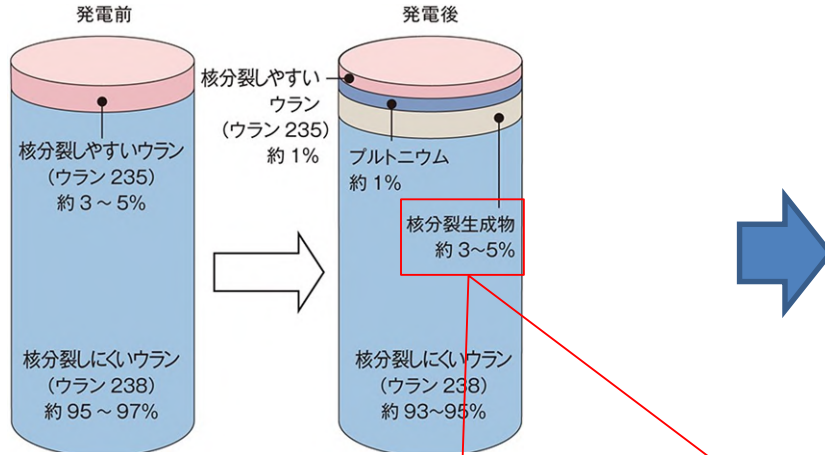 発電前
核分裂しやすいウラン
(ウラン 235)
約 3 ～ 5%
核分裂しにくいウラン
(ウラン 238)
約 95 ～ 97%
発電後
核分裂しやすい
ウラン
(ウラン 235)
約 1%
プルトニウム
約 1%
核分裂生成物
約 3~5%
核分裂しにくいウラン
(ウラン 238)
約 93~95%